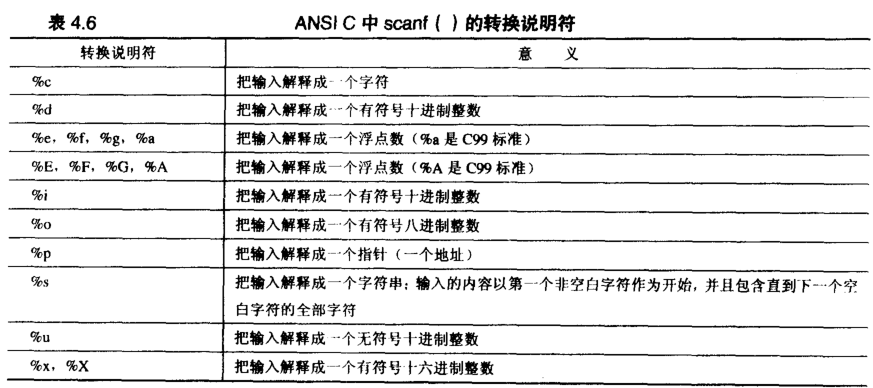 表 4.6 ANSI C 中 scanf ( ) 的转换说明符
转换说明符 意 义
%c 把输入解释成一个字符
%d 把输入解释成一个有符号十进制整数
%e，%f，%g，%a 把输入解释成一个浮点数（%a 是 C99 标准）
%E，%F，%G，%A 把输入解释成一个浮点数（%A 是 C99 标准）
%i 把输入解释成一个有符号十进制整数
%o 把输入解释成一个有符号八进制整数
%p 把输入解释成一个指针（一个地址）
%s 把输入解释成一个字符串；输入的内容以第一个非空白字符作为开始，并且包含直到下一个空
白字符的全部字符
%u 把输入解释成一个无符号十进制整数
%x，%X 把输入解释成一个有符号十六进制整数